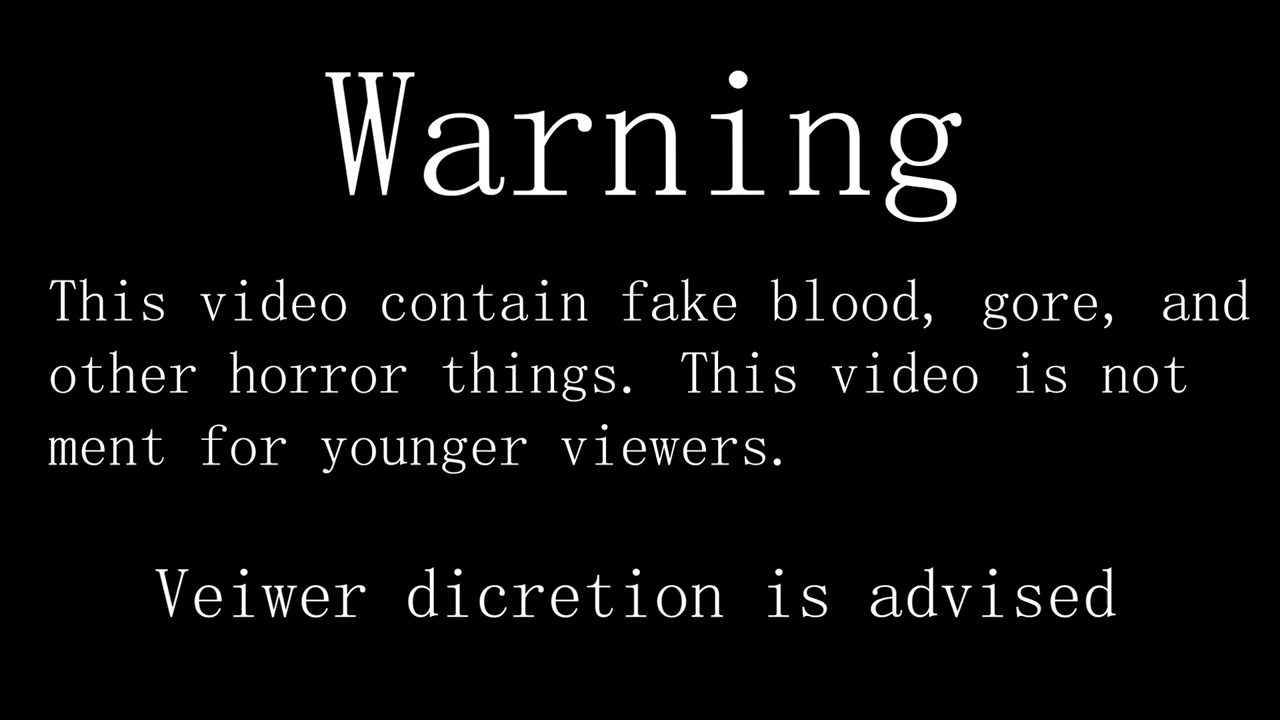 Warning
This video contain fake blood, gore, and
other horror things. This video is not
ment for younger viewers.
Veiwer dicretion is advised